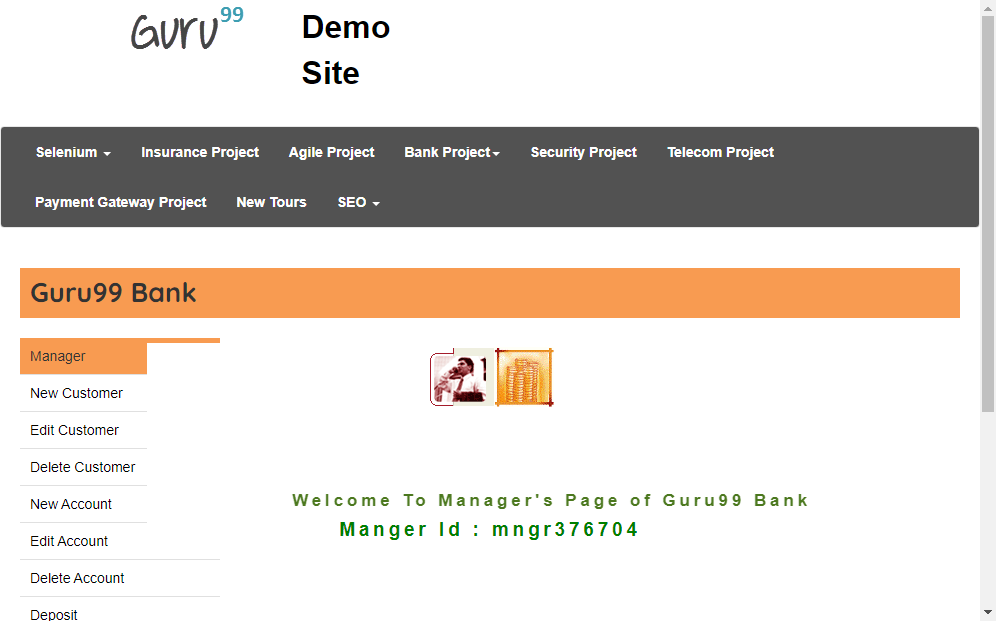 Guru99
Demo
Site
Selenium
Insurance Project
Agile Project
Bank Project
Security Project
Telecom Project
Payment Gateway Project
New Tours
SEO
Guru99 Bank
Manager
New Customer
Edit Customer
Delete Customer
New Account
Edit Account
Delete Account
Deposit
Welcome To Manager's Page of Guru99 Bank
Manger Id : mngr376704